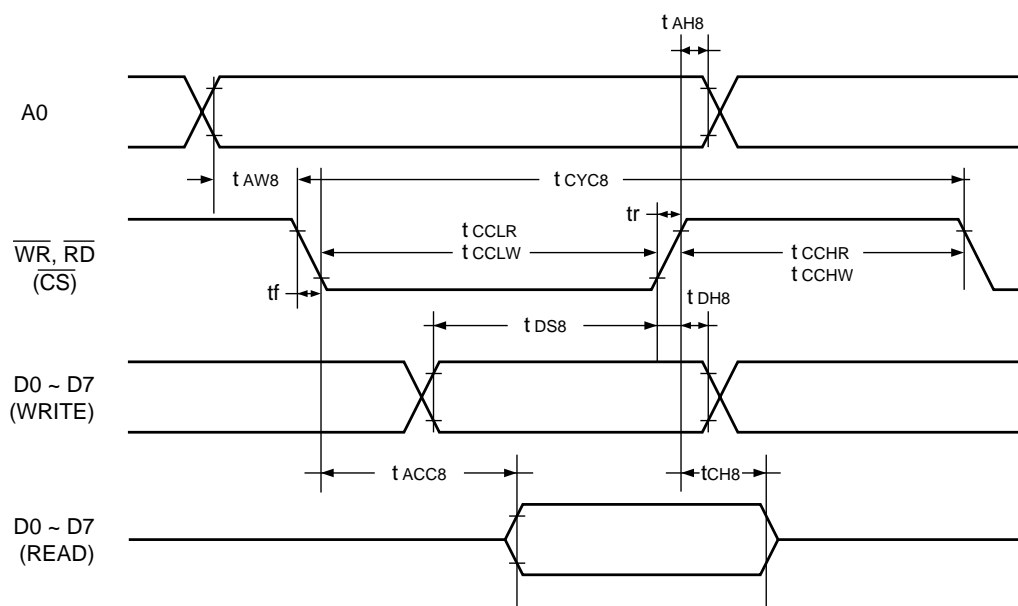 t AH8
A0
t AW8
t CYC8
WR, RD
(CS)
tf
t CCLR
t CCLW
tr
t CCHR
t CCHW
t DS8
t DH8
D0 ~ D7
(WRITE)
t ACC8
tCH8
D0 ~ D7
(READ)